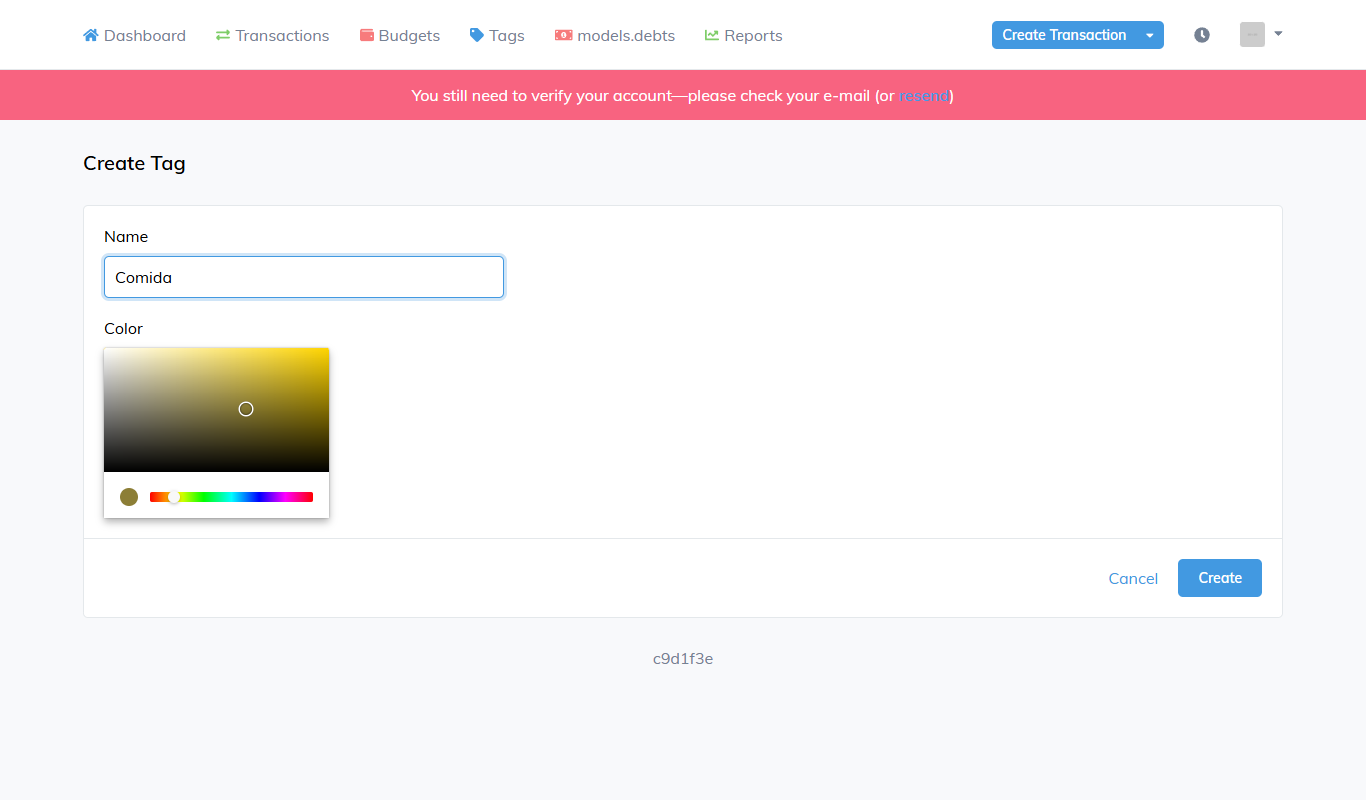 Dashboard Transactions Budgets Tags models.debts Reports Create Transaction
You still need to verify your account—please check your e-mail (or resend)
Create Tag
Name
Comida
Color
Cancel Create
c9d1f3e